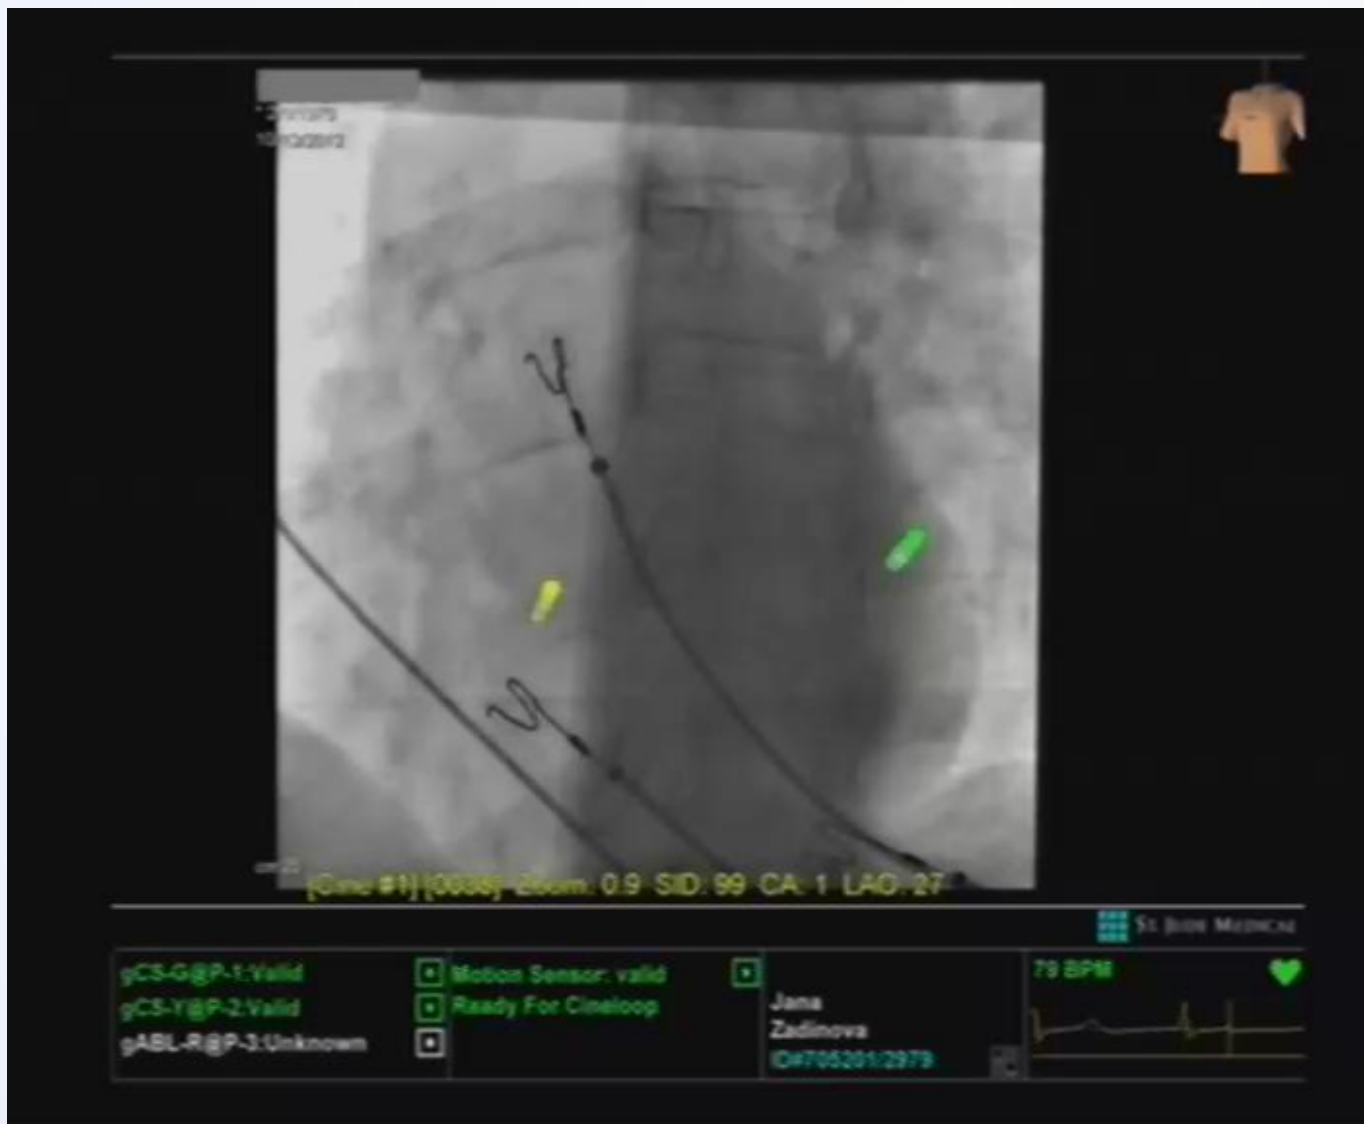 [Cine #1] [0038] Zoom: 0.9 SID: 99 CA: 1 LAO: 27
ST. JUDE MEDICAL
gCS-G@P-1:Valid
gCS-Y@P-2:Valid
gABL-R@P-3:Unknown
Motion Sensor: valid
Ready For Cineloop
Jana
Zadinova
ID#705201/2979
79 BPM